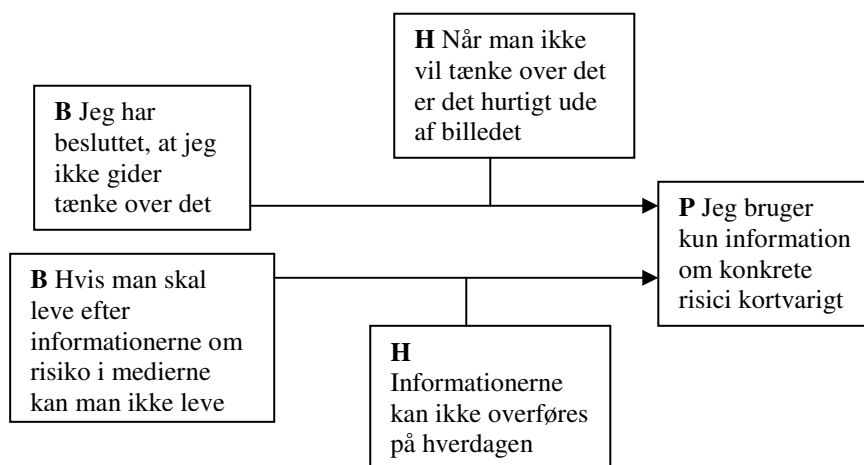 H Når man ikke
vil tænke over det
er det hurtigt ude
af billedet
B Jeg har
besluttet, at jeg
ikke gider
tænke over det
P Jeg bruger
kun information
om konkrete
risici kortvarigt
B Hvis man skal
leve efter
informationerne om
risiko i medierne
kan man ikke leve
H
Informationerne
kan ikke overføres
på hverdagen